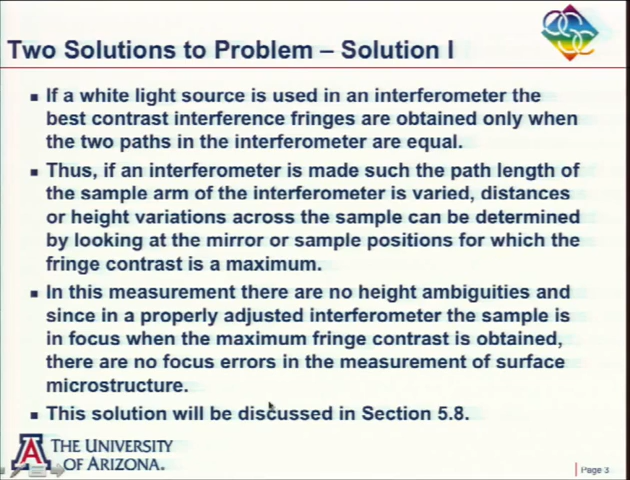 Two Solutions to Problem – Solution I
If a white light source is used in an interferometer the
best contrast interference fringes are obtained only when
the two paths in the interferometer are equal.
Thus, if an interferometer is made such the path length of
the sample arm of the interferometer is varied, distances
or height variations across the sample can be determined
by looking at the mirror or sample positions for which the
fringe contrast is a maximum.
In this measurement there are no height ambiguities and
since in a properly adjusted interferometer the sample is
in focus when the maximum fringe contrast is obtained,
there are no focus errors in the measurement of surface
microstructure.
This solution will be discussed in Section 5.8.
A
THE UNIVERSITY
OF ARIZONA.
Page 3